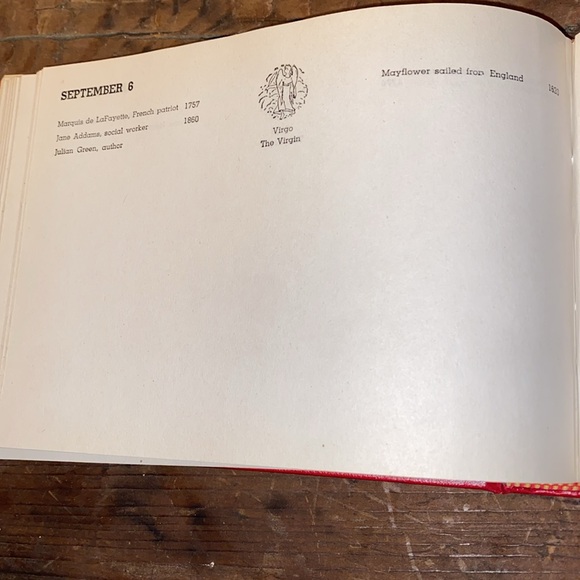 SEPTEMBER 6
Marquis de LaFayette, French patriot 1757
Jane Addams, social worker 1860
Julian Green, author
Virgo
The Virgin
Mayflower sailed from England